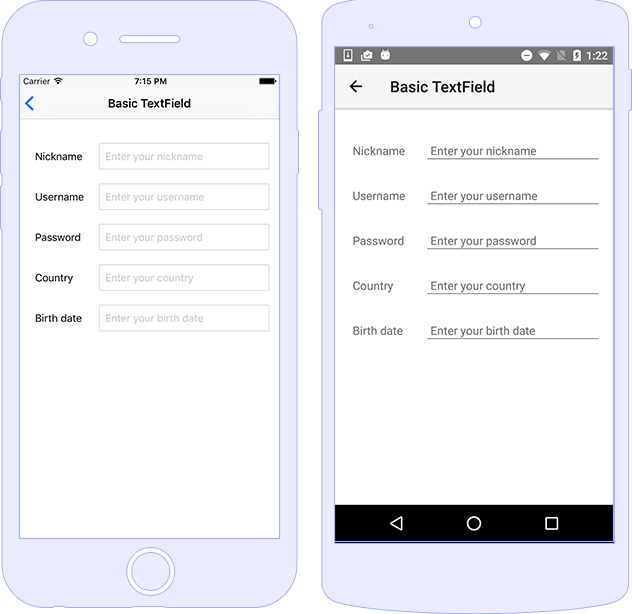 Carrier 7:15 PM
Basic TextField
Nickname Enter your nickname
Username Enter your username
Password Enter your password
Country Enter your country
Birth date Enter your birth date
1:22
Basic TextField
Nickname Enter your nickname
Username Enter your username
Password Enter your password
Country Enter your country
Birth date Enter your birth date